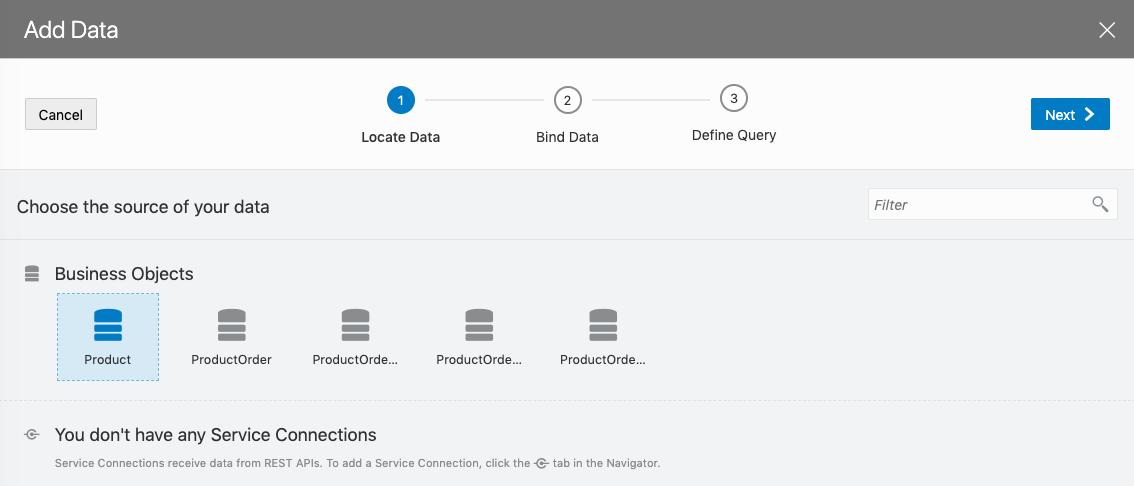 Add Data
Cancel
1
2
3
Locate Data
Bind Data
Define Query
Next
Choose the source of your data
Filter
Business Objects
Product
ProductOrder
ProductOrde...
ProductOrde...
ProductOrde...
You don't have any Service Connections
Service Connections receive data from REST APIs. To add a Service Connection, click the tab in the Navigator.